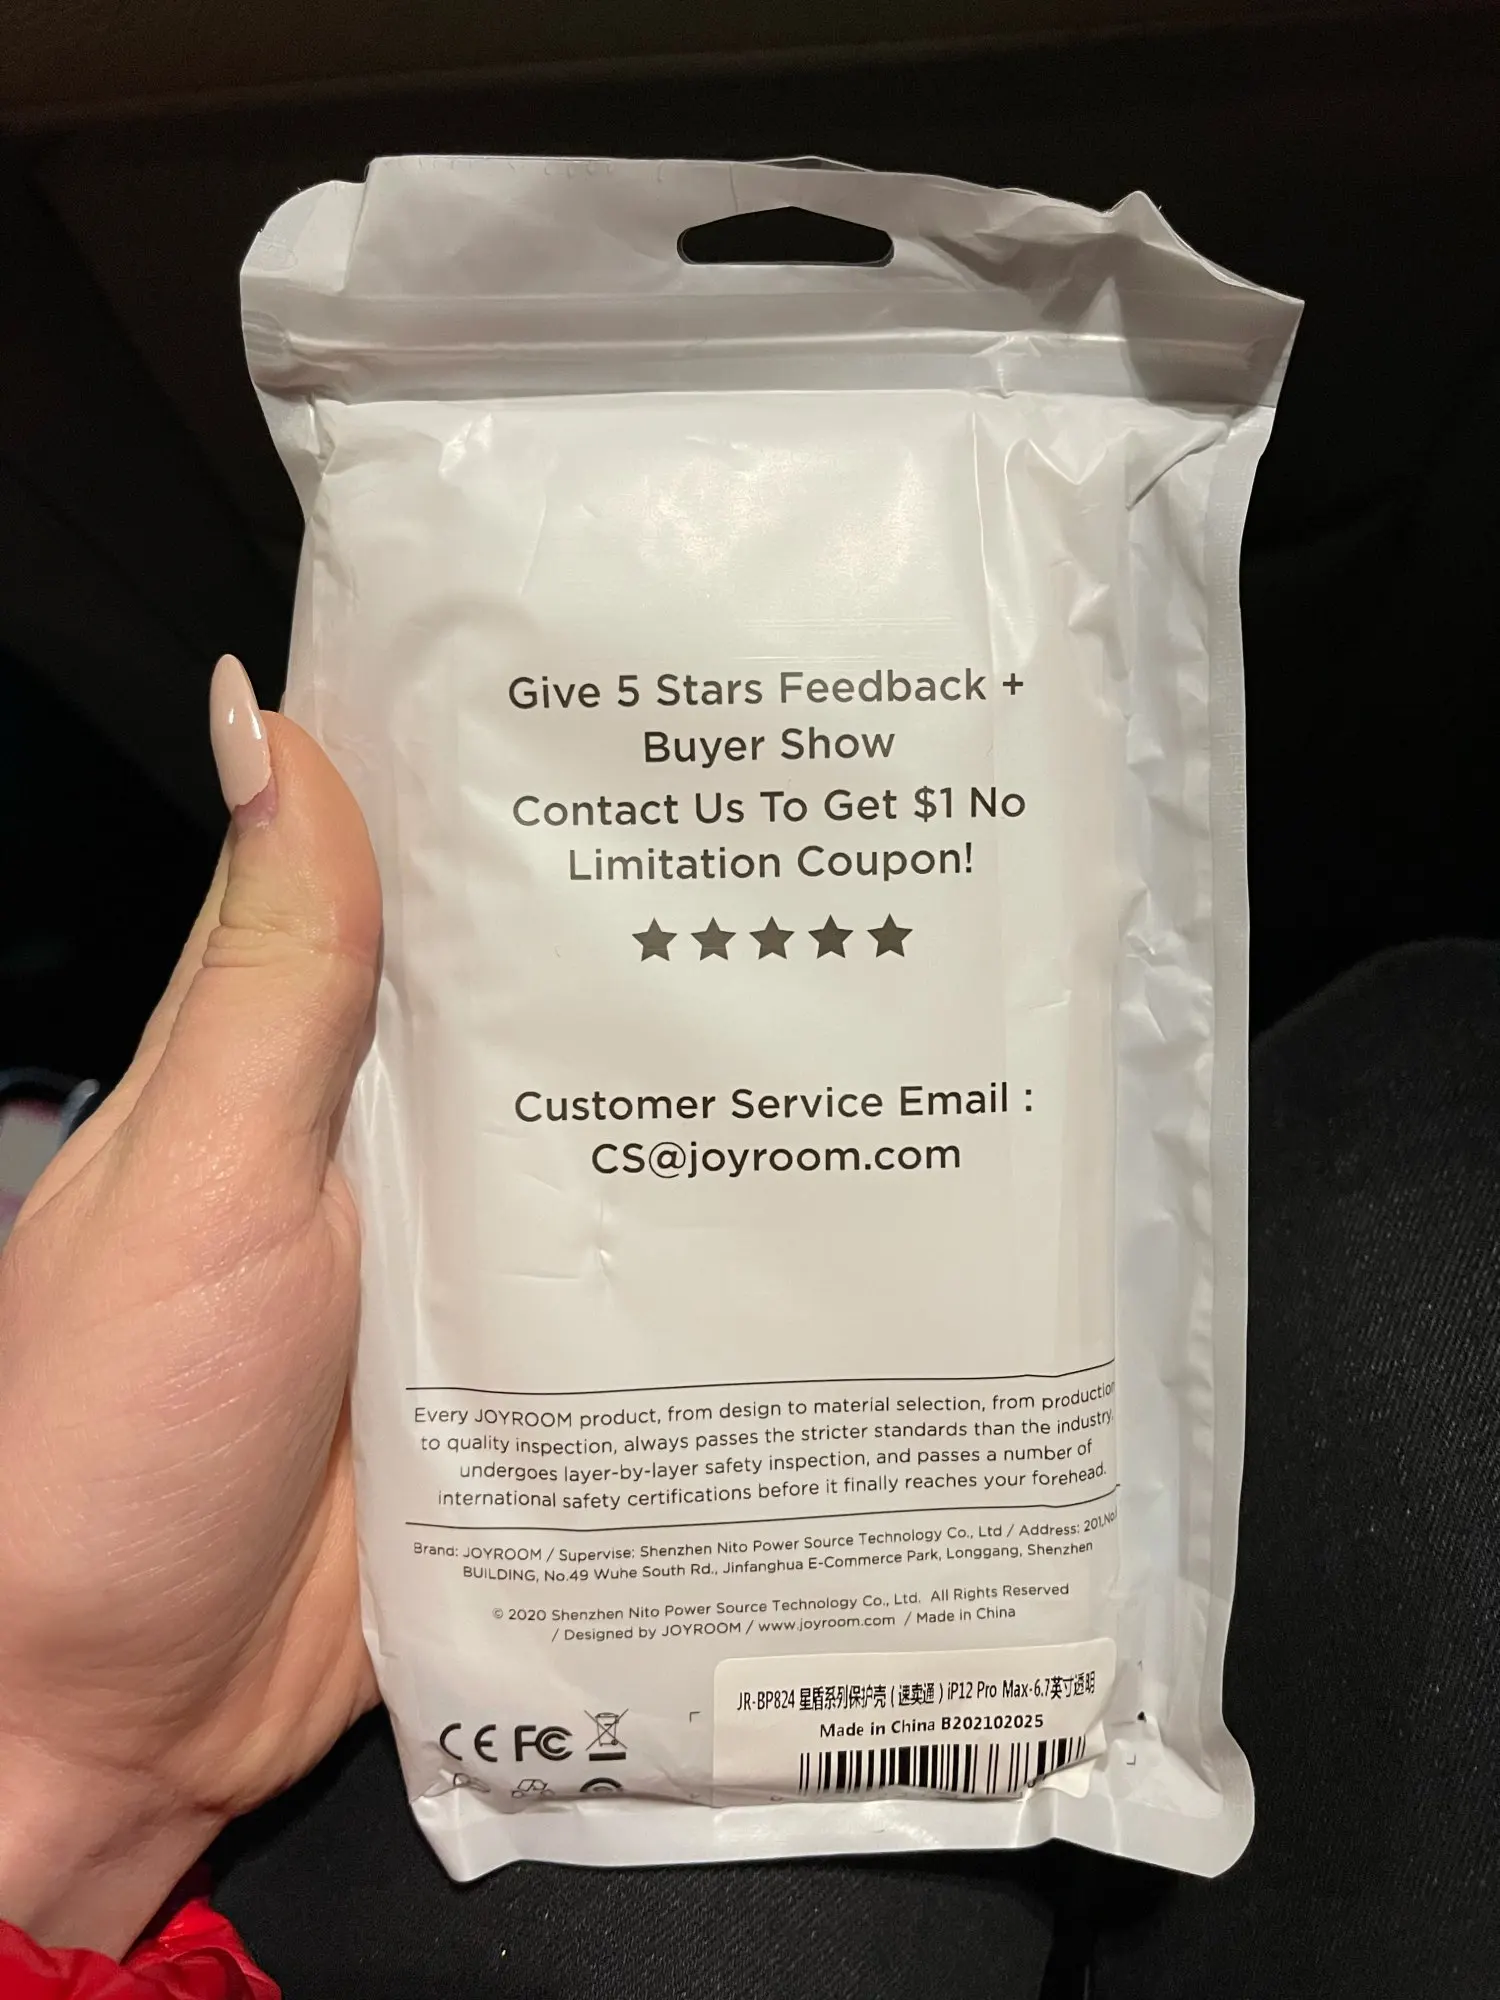 Give 5 Stars Feedback +
Buyer Show
Contact Us To Get $1 No
Limitation Coupon!
Customer Service Email :
CS@joyroom.com
Every JOYROOM product, from design to material selection, from production
to quality inspection, always passes the stricter standards than the industry,
undergoes layer-by-layer safety inspection, and passes a number of
international safety certifications before it finally reaches your forehead.
Brand: JOYROOM / Supervise: Shenzhen Nito Power Source Technology Co., Ltd / Address: 201,No.
BUILDING, No.49 Wuhe South Rd., Jinfanghua E-Commerce Park, Longgang, Shenzhen
© 2020 Shenzhen Nito Power Source Technology Co., Ltd. All Rights Reserved
/ Designed by JOYROOM / www.joyroom.com / Made in China
JR-BP824 星盾系列保护壳 (速卖通) iP12 Pro Max-6.7英寸透明
Made in China B202102025
CE FC